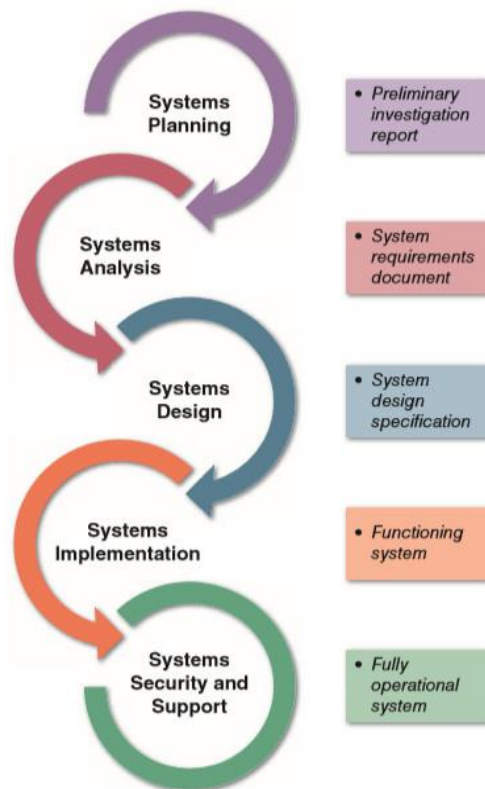 Systems
Planning
• Preliminary
investigation
report
Systems
Analysis
• System
requirements
document
Systems
Design
• System
design
specification
Systems
Implementation
• Functioning
system
Systems
Security and
Support
• Fully
operational
system